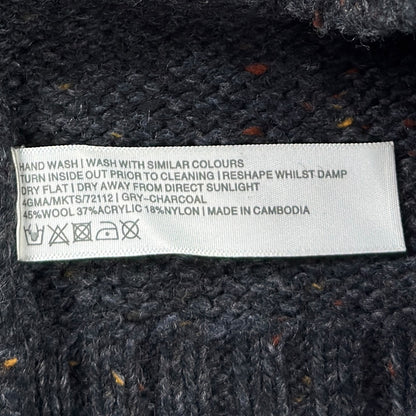 HAND WASH | WASH WITH SIMILAR COLOURS
TURN INSIDE OUT PRIOR TO CLEANING | RESHAPE WHILST DAMP
DRY FLAT | DRY AWAY FROM DIRECT SUNLIGHT
4GMA/MKTS/72112 | GRY-CHARCOAL
45%WOOL 37%ACRYLIC 18%NYLON | MADE IN CAMBODIA